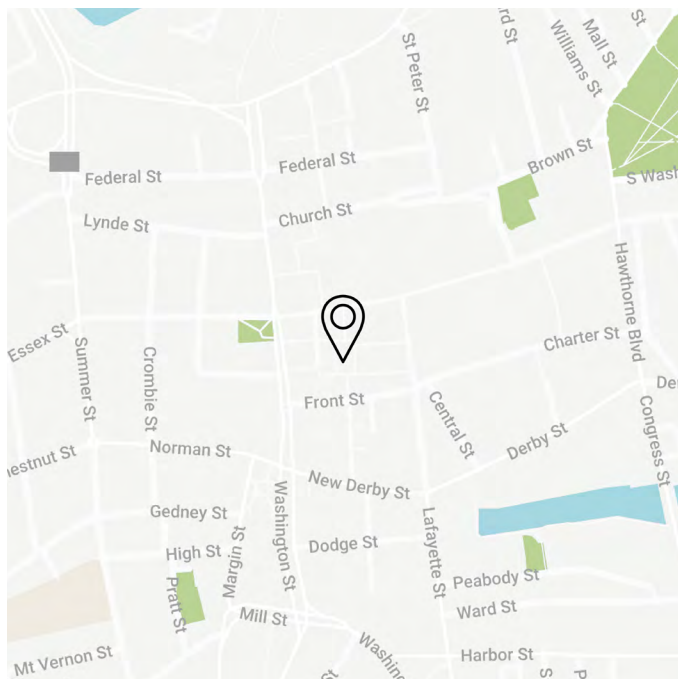 St Peter St
rd St
Williams St
Mall St
St
Federal St
Federal St
Brown St
S Wash
Lynde St
Church St
Hawthorne Blvd
Essex St
Summer St
Crombie St
Charter St
De
Front St
Central St
Congress St
Derby St
hestnut St
Norman St
New Derby St
Washington St
Gedney St
Margin St
Lafayette St
High St
Dodge St
Pratt St
Peabody St
Ward St
Mill St
Washing
Mt Vernon St
Harbor St
St
S
P